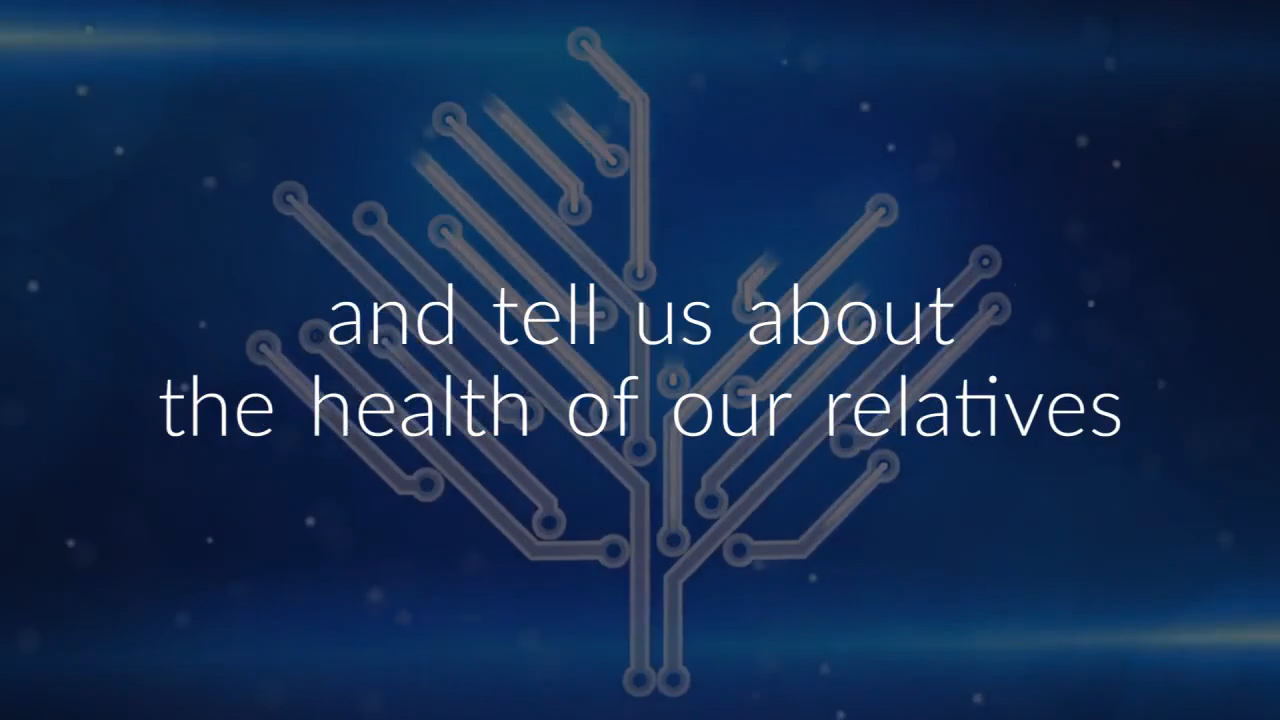 and tell us about
the health of our relatives